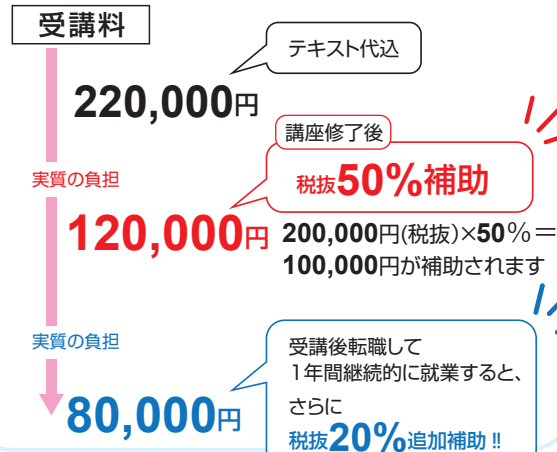 受講料
テキスト代込
220,000円
講座修了後
実質の負担
税抜50%補助
120,000円
200,000円(税抜)×50%＝
100,000円が補助されます
実質の負担
受講後転職して
1年間継続的に就業すると、
さらに
80,000円
税抜20%追加補助!!